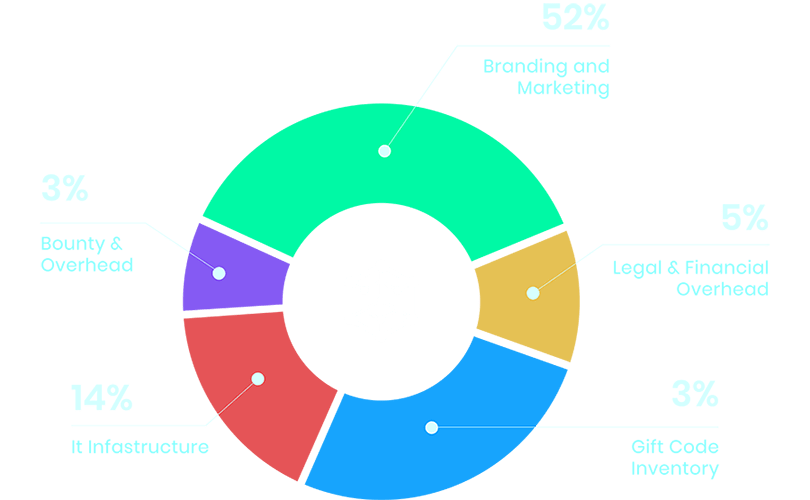 52%
Branding and
Marketing
3%
Bounty &
Overhead
5%
Legal & Financial
Overhead
14%
It Infastructure
3%
Gift Code
Inventory